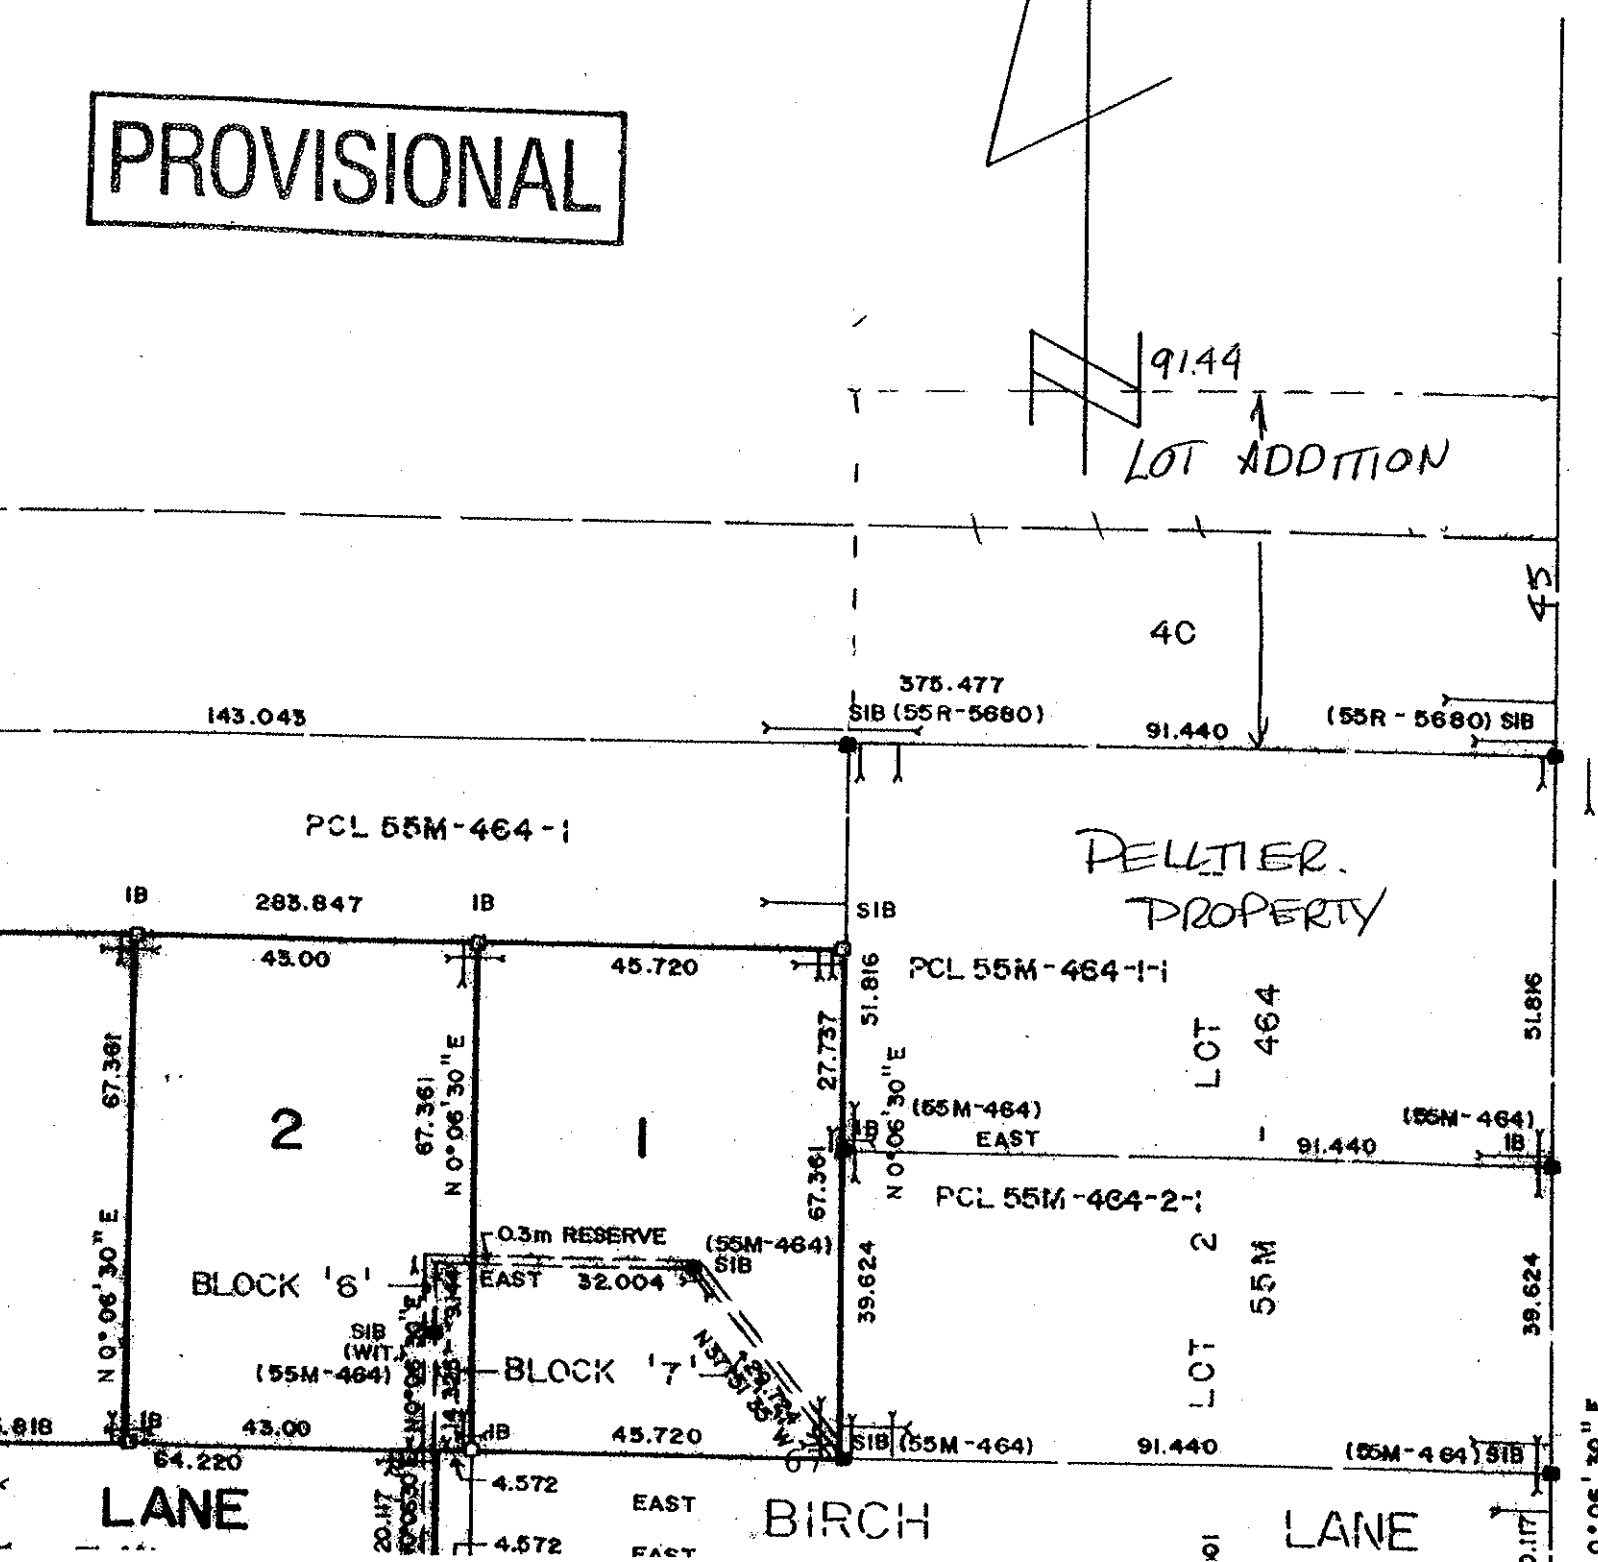 PROVISIONAL
91.44
LOT ADDITION
45
4C
375.477
143.043
SIB (55R-5680)
91.440
(55R-5680) SIB
PCL 55M-464-1
PELLTIER.
PROPERTY
IB
283.847
IB
SIB
43.00
45.720
PCL 55M-464-1-1
51.816
51.816
LOT 1
464
67.361
67.361
N 0°06'30"E
27.737
N 0°06'30"E
(55M-464)
(55M-464)
IB
EAST
91.440
IB
2
1
67.361
PCL 55M-464-2-1
N 0°06'30"E
0.3m RESERVE
(55M-464)
SIB
EAST
32.004
BLOCK '6'
39.624
39.624
LOT 2
55M
SIB
(WIT.)
(55M-464)
BLOCK '7'
IB
43.00
IB
45.720
SIB (55M-464)
91.440
(55M-464) SIB
64.220
4.572
20.117
LANE
EAST
BIRCH
LANE
4.572
EAST